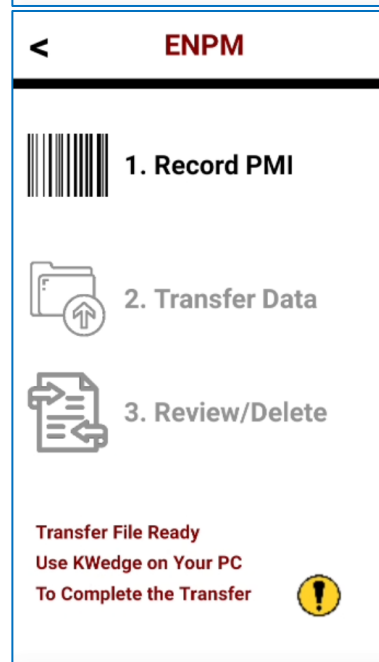 < ENPM
1. Record PMI
2. Transfer Data
3. Review/Delete
Transfer File Ready
Use KWedge on Your PC
To Complete the Transfer